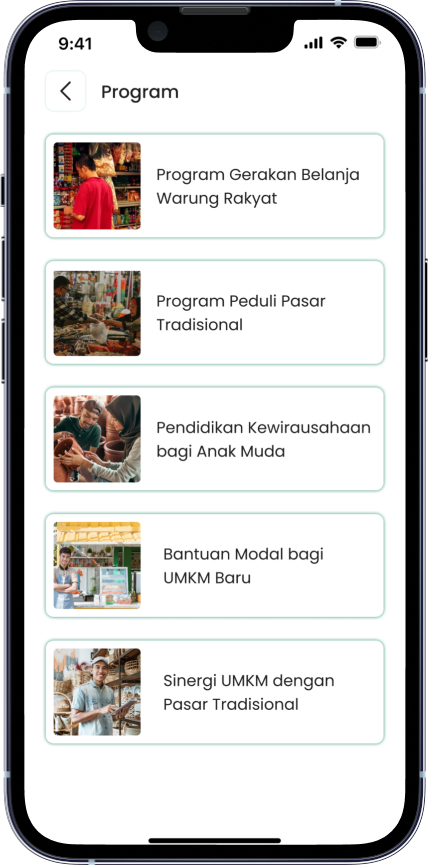 9:41
Program
Program Gerakan Belanja
Warung Rakyat
Program Peduli Pasar
Tradisional
Pendidikan Kewirausahaan
bagi Anak Muda
Bantuan Modal bagi
UMKM Baru
Sinergi UMKM dengan
Pasar Tradisional